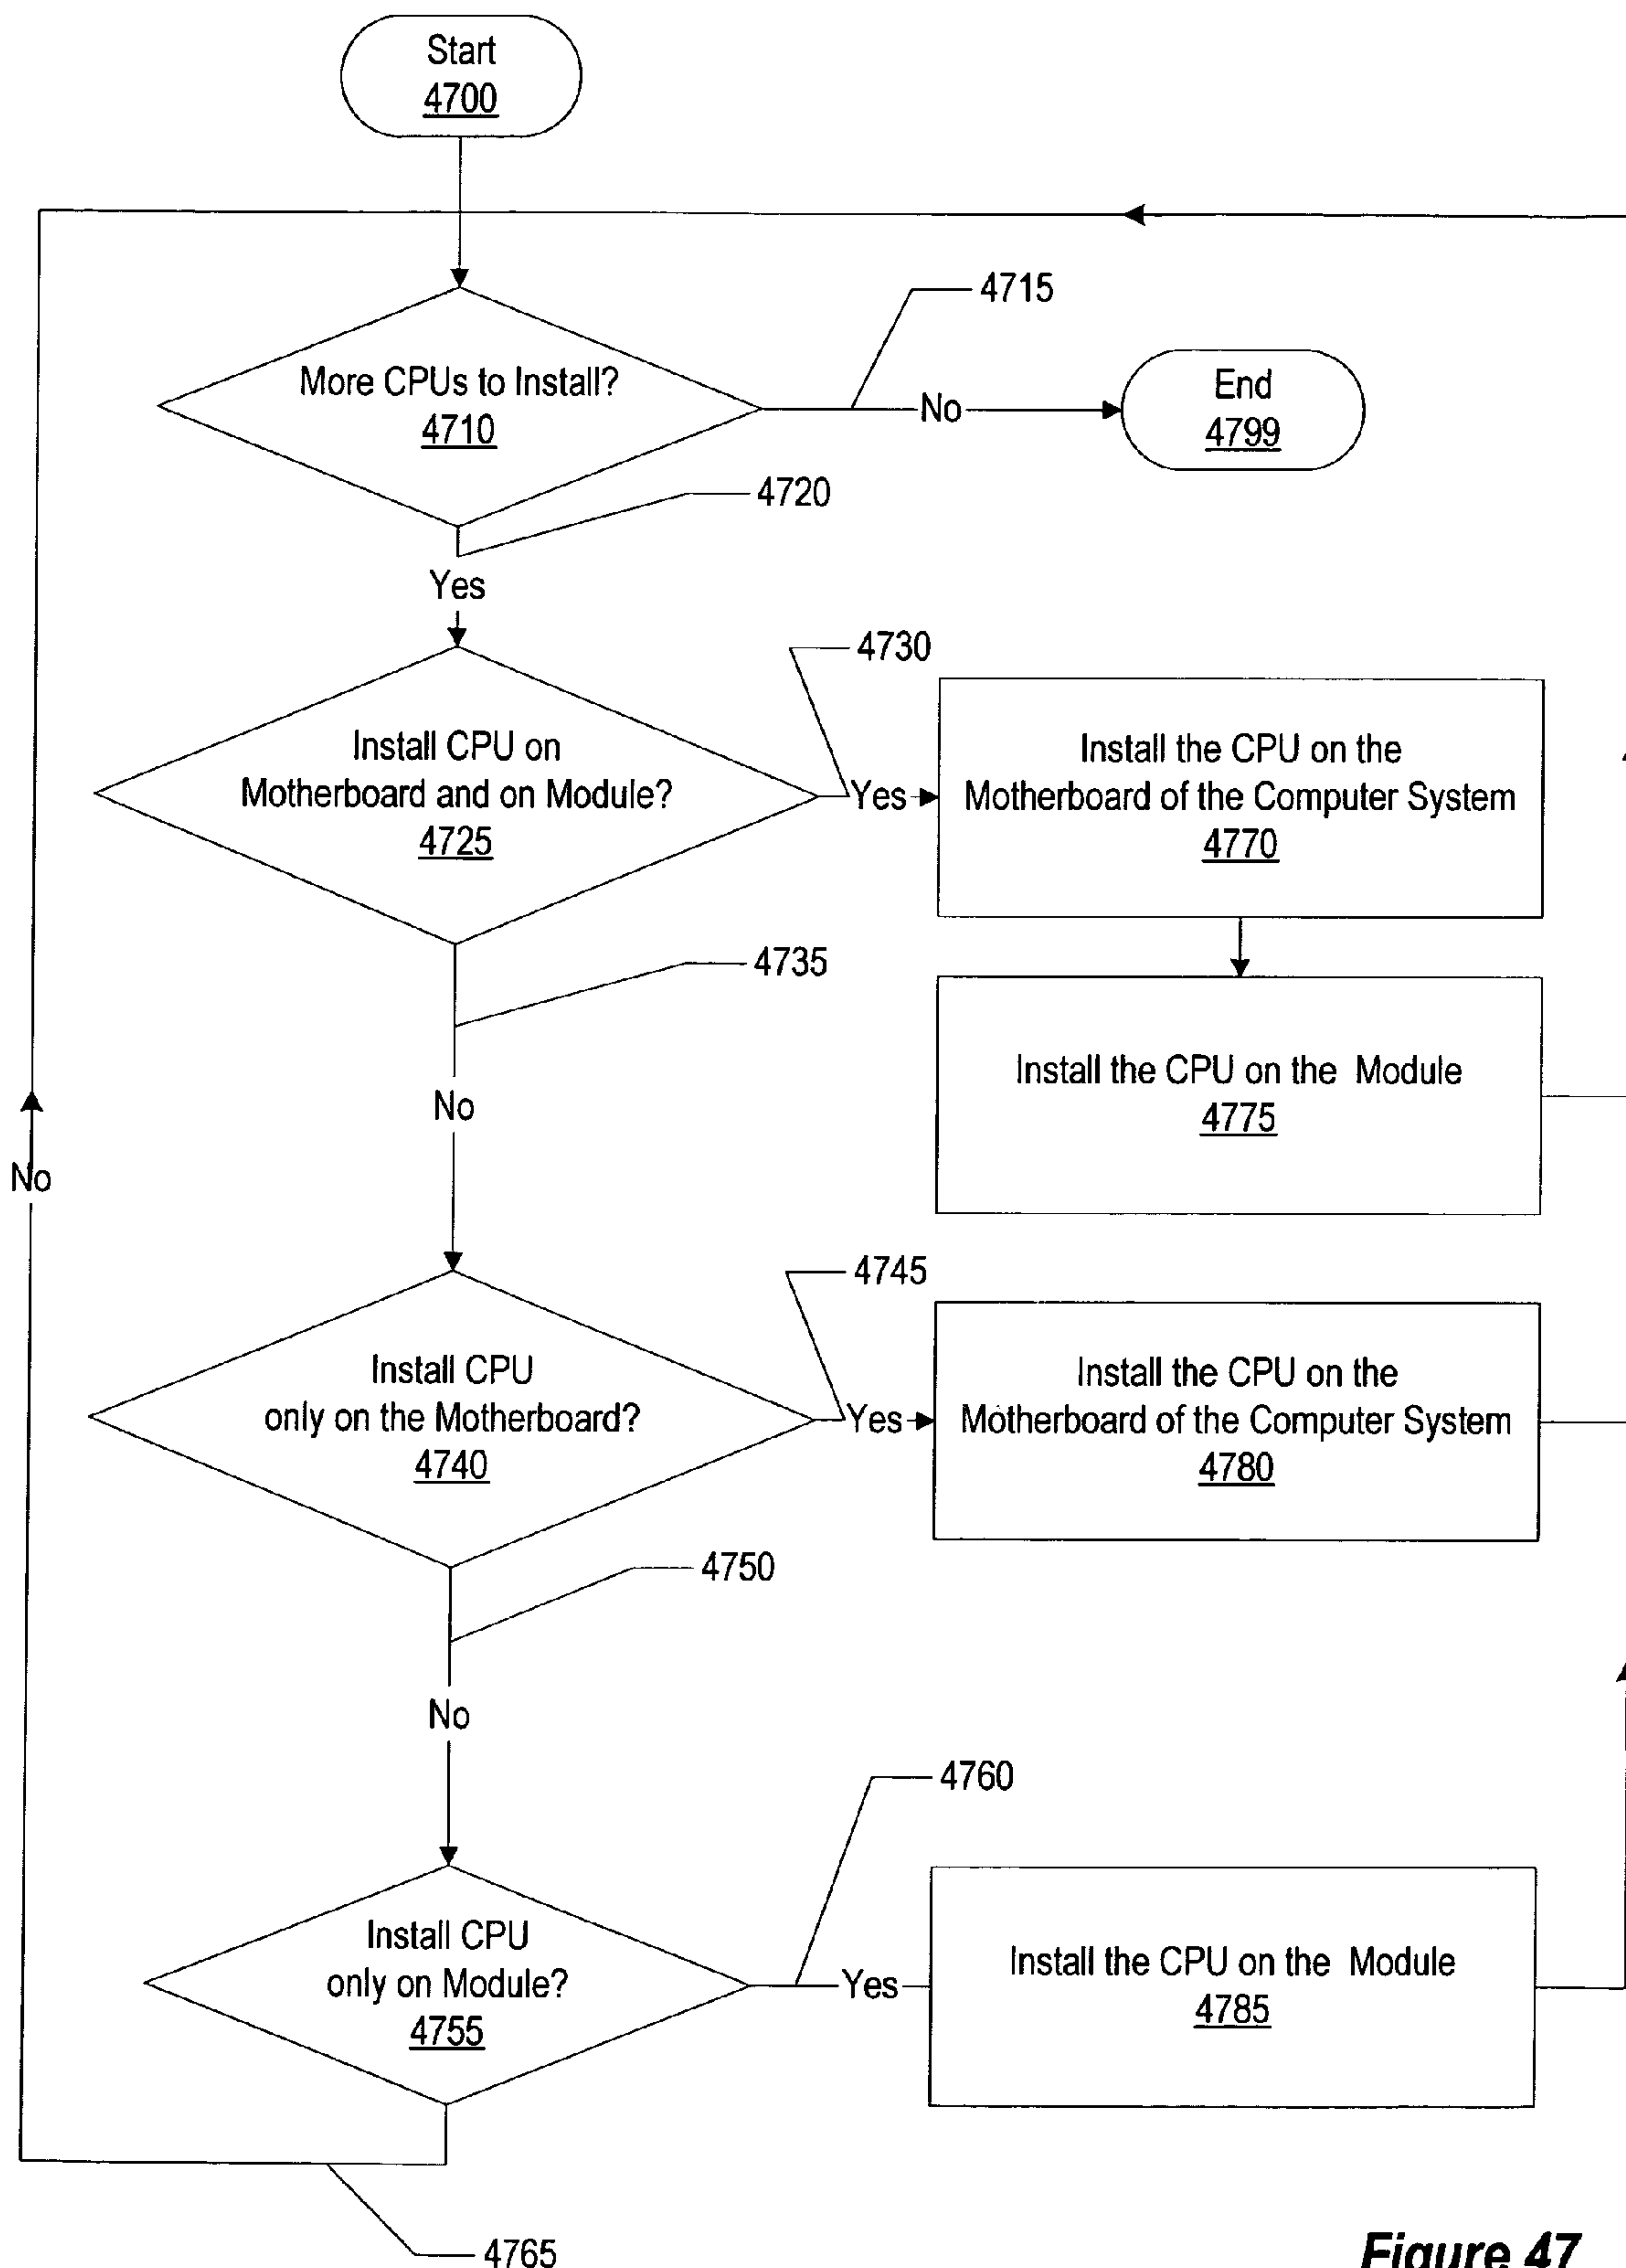 Start
4700
4715
More CPUs to Install?
4710
No
End
4799
4720
Yes
4730
Install CPU on
Motherboard and on Module?
4725
Yes
Install the CPU on the
Motherboard of the Computer System
4770
4735
No
Install the CPU on the Module
4775
No
4745
Install CPU
only on the Motherboard?
4740
Yes
Install the CPU on the
Motherboard of the Computer System
4780
4750
No
4760
Install CPU
only on Module?
4755
Yes
Install the CPU on the Module
4785
4765
Figure 47